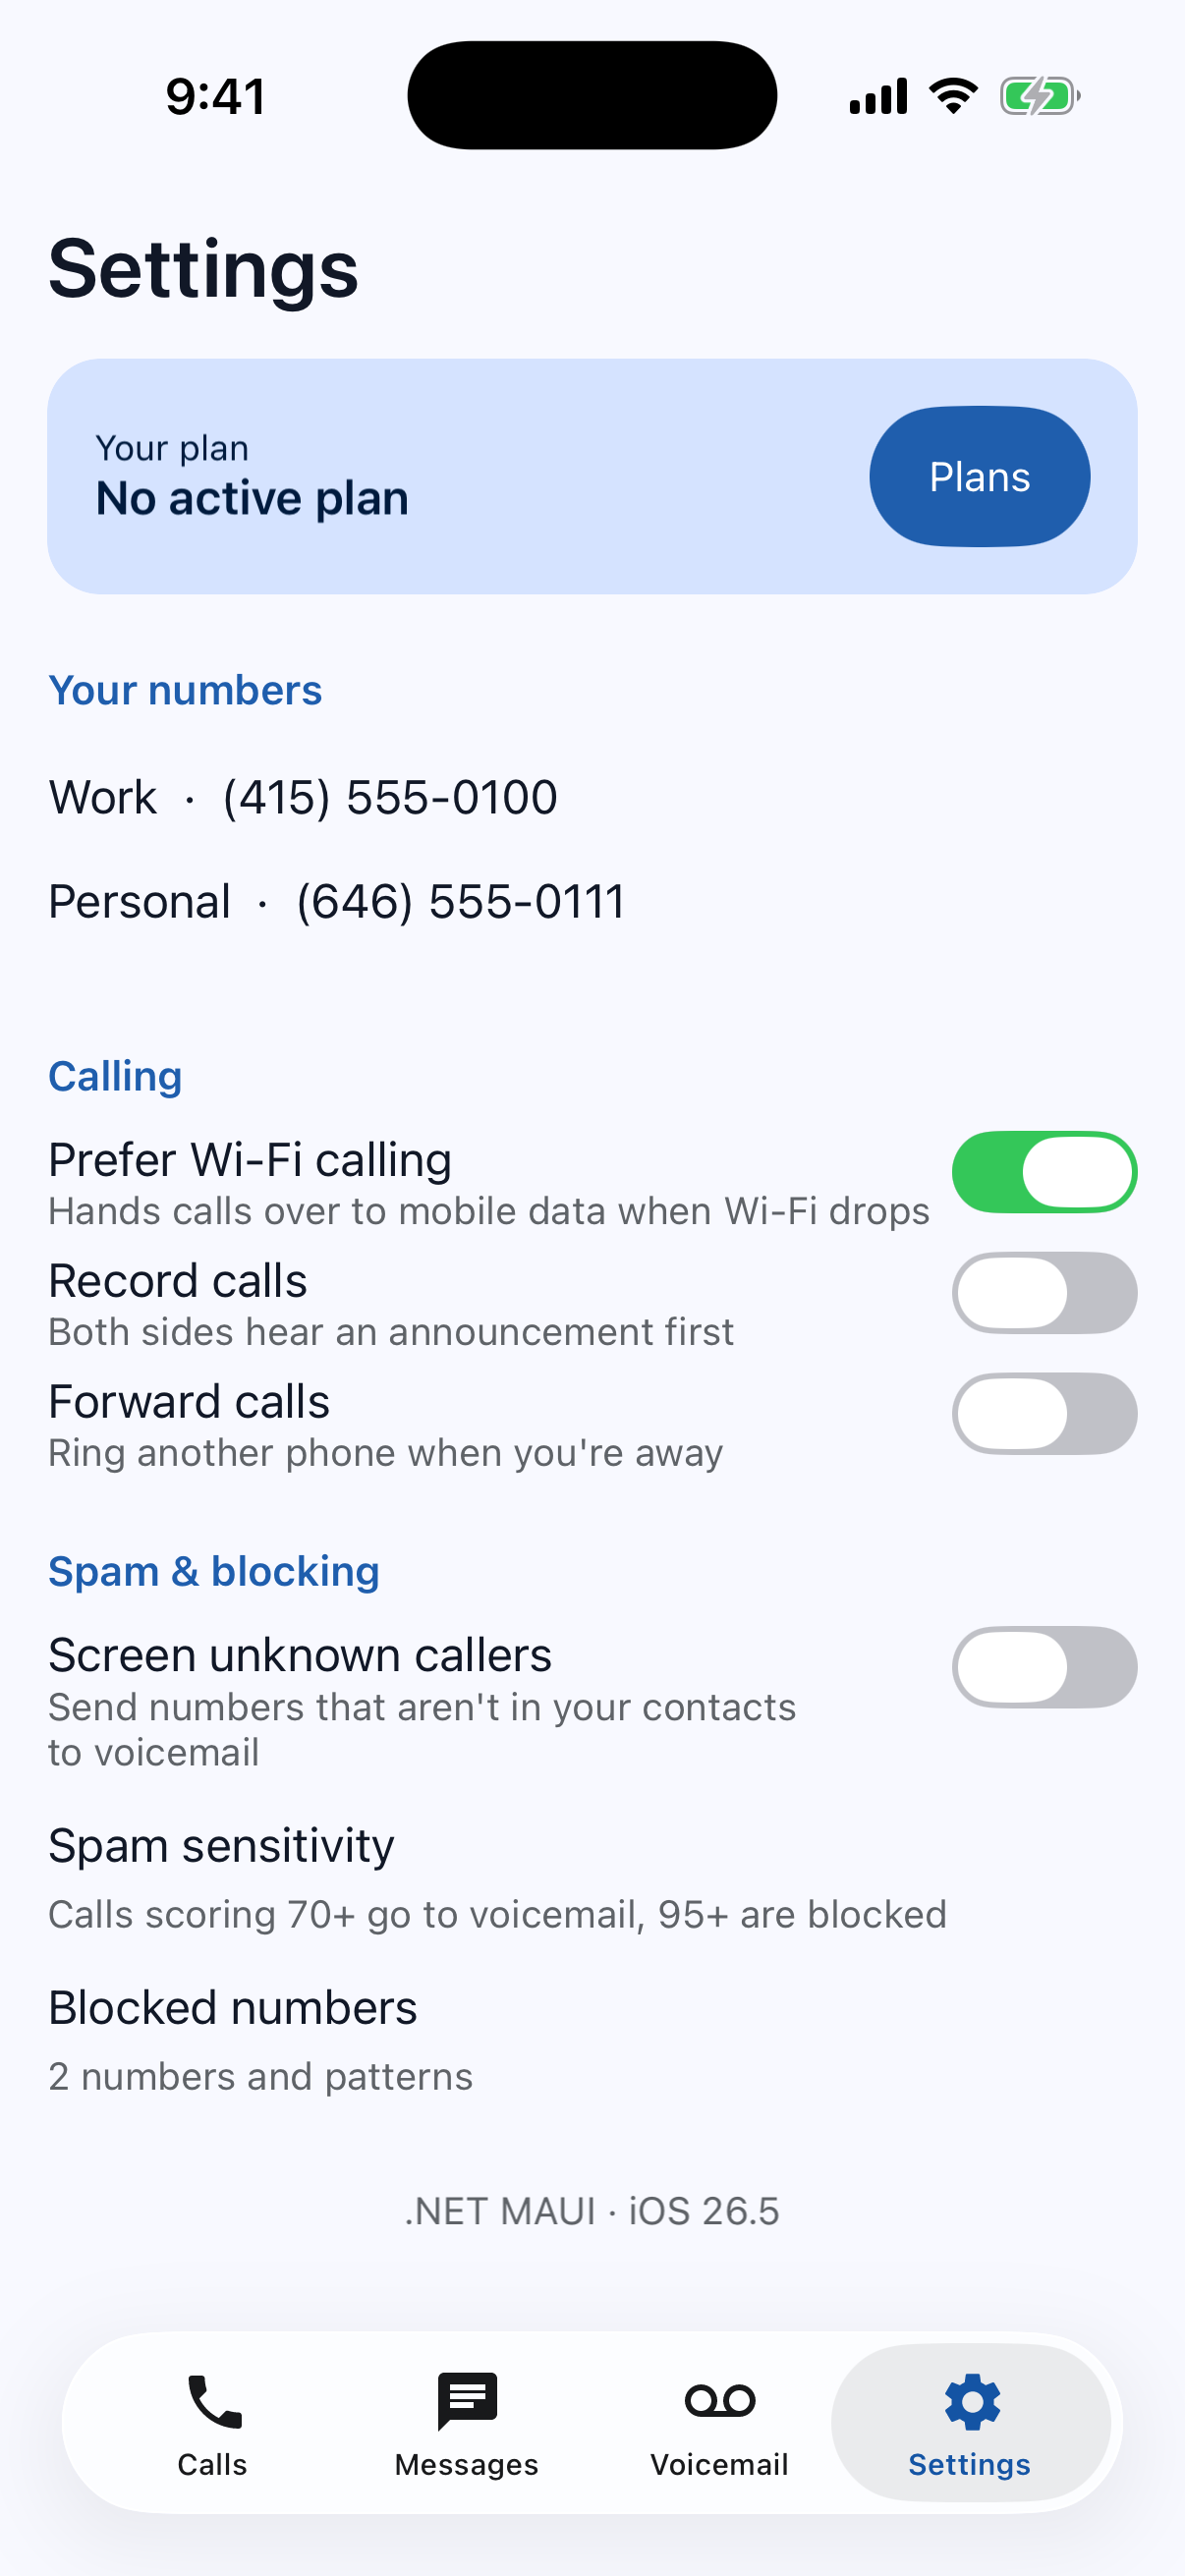 9:41
Settings
Your plan
No active plan
Plans
Your numbers
Work · (415) 555-0100
Personal · (646) 555-0111
Calling
Prefer Wi-Fi calling
Hands calls over to mobile data when Wi-Fi drops
Record calls
Both sides hear an announcement first
Forward calls
Ring another phone when you're away
Spam & blocking
Screen unknown callers
Send numbers that aren't in your contacts
to voicemail
Spam sensitivity
Calls scoring 70+ go to voicemail, 95+ are blocked
Blocked numbers
2 numbers and patterns
.NET MAUI · iOS 26.5
Calls
Messages
Voicemail
Settings